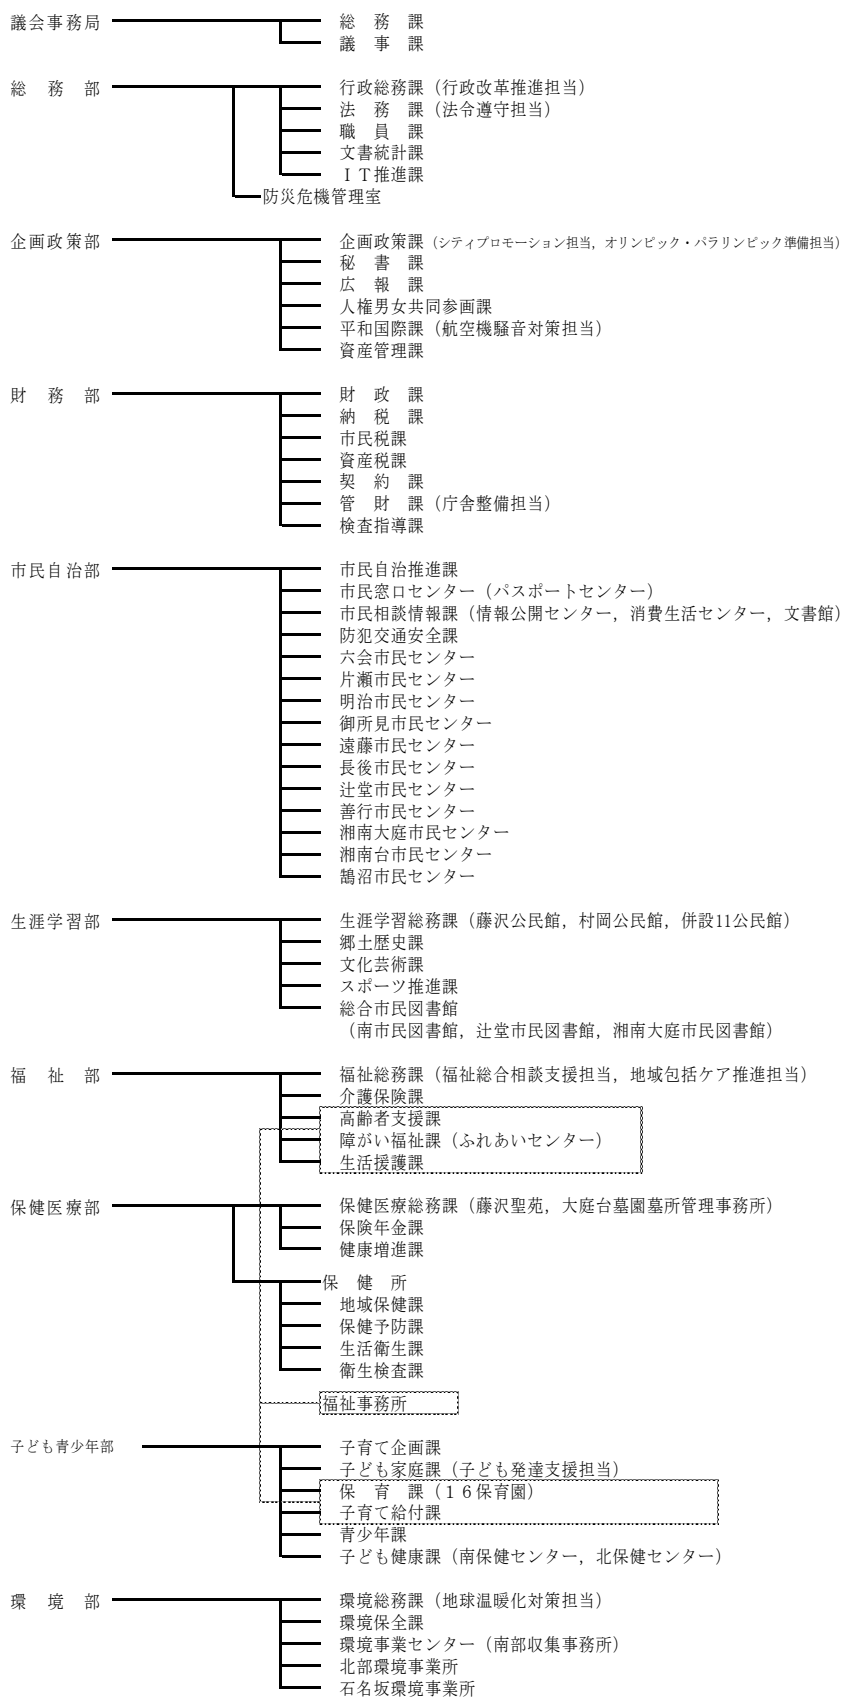 議会事務局 総　務　課
議　事　課
総　務　部 行政総務課（行政改革推進担当）
法　務　課（法令遵守担当）
職　員　課
文書統計課
ＩＴ推進課
防災危機管理室
企画政策部 企画政策課（シティプロモーション担当，オリンピック・パラリンピック準備担当）
秘　書　課
広　報　課
人権男女共同参画課
平和国際課（航空機騒音対策担当）
資産管理課
財　務　部 財　政　課
納　税　課
市民税課
資産税課
契　約　課
管　財　課（庁舎整備担当）
検査指導課
市民自治部 市民自治推進課
市民窓口センター（パスポートセンター）
市民相談情報課（情報公開センター，消費生活センター，文書館）
防犯交通安全課
六会市民センター
片瀬市民センター
明治市民センター
御所見市民センター
遠藤市民センター
長後市民センター
辻堂市民センター
善行市民センター
湘南大庭市民センター
湘南台市民センター
鵠沼市民センター
生涯学習部 生涯学習総務課（藤沢公民館，村岡公民館，併設11公民館）
郷土歴史課
文化芸術課
スポーツ推進課
総合市民図書館
（南市民図書館，辻堂市民図書館，湘南大庭市民図書館）
福　祉　部 福祉総務課（福祉総合相談支援担当，地域包括ケア推進担当）
介護保険課
高齢者支援課
障がい福祉課（ふれあいセンター）
生活援護課
保健医療部 保健医療総務課（藤沢聖苑，大庭台墓園墓所管理事務所）
保険年金課
健康増進課
保　健　所
地域保健課
保健予防課
生活衛生課
衛生検査課
福祉事務所
子ども青少年部 子育て企画課
子ども家庭課（子ども発達支援担当）
保　育　課（１６保育園）
子育て給付課
青少年課
子ども健康課（南保健センター，北保健センター）
環　境　部 環境総務課（地球温暖化対策担当）
環境保全課
環境事業センター（南部収集事務所）
北部環境事業所
石名坂環境事業所